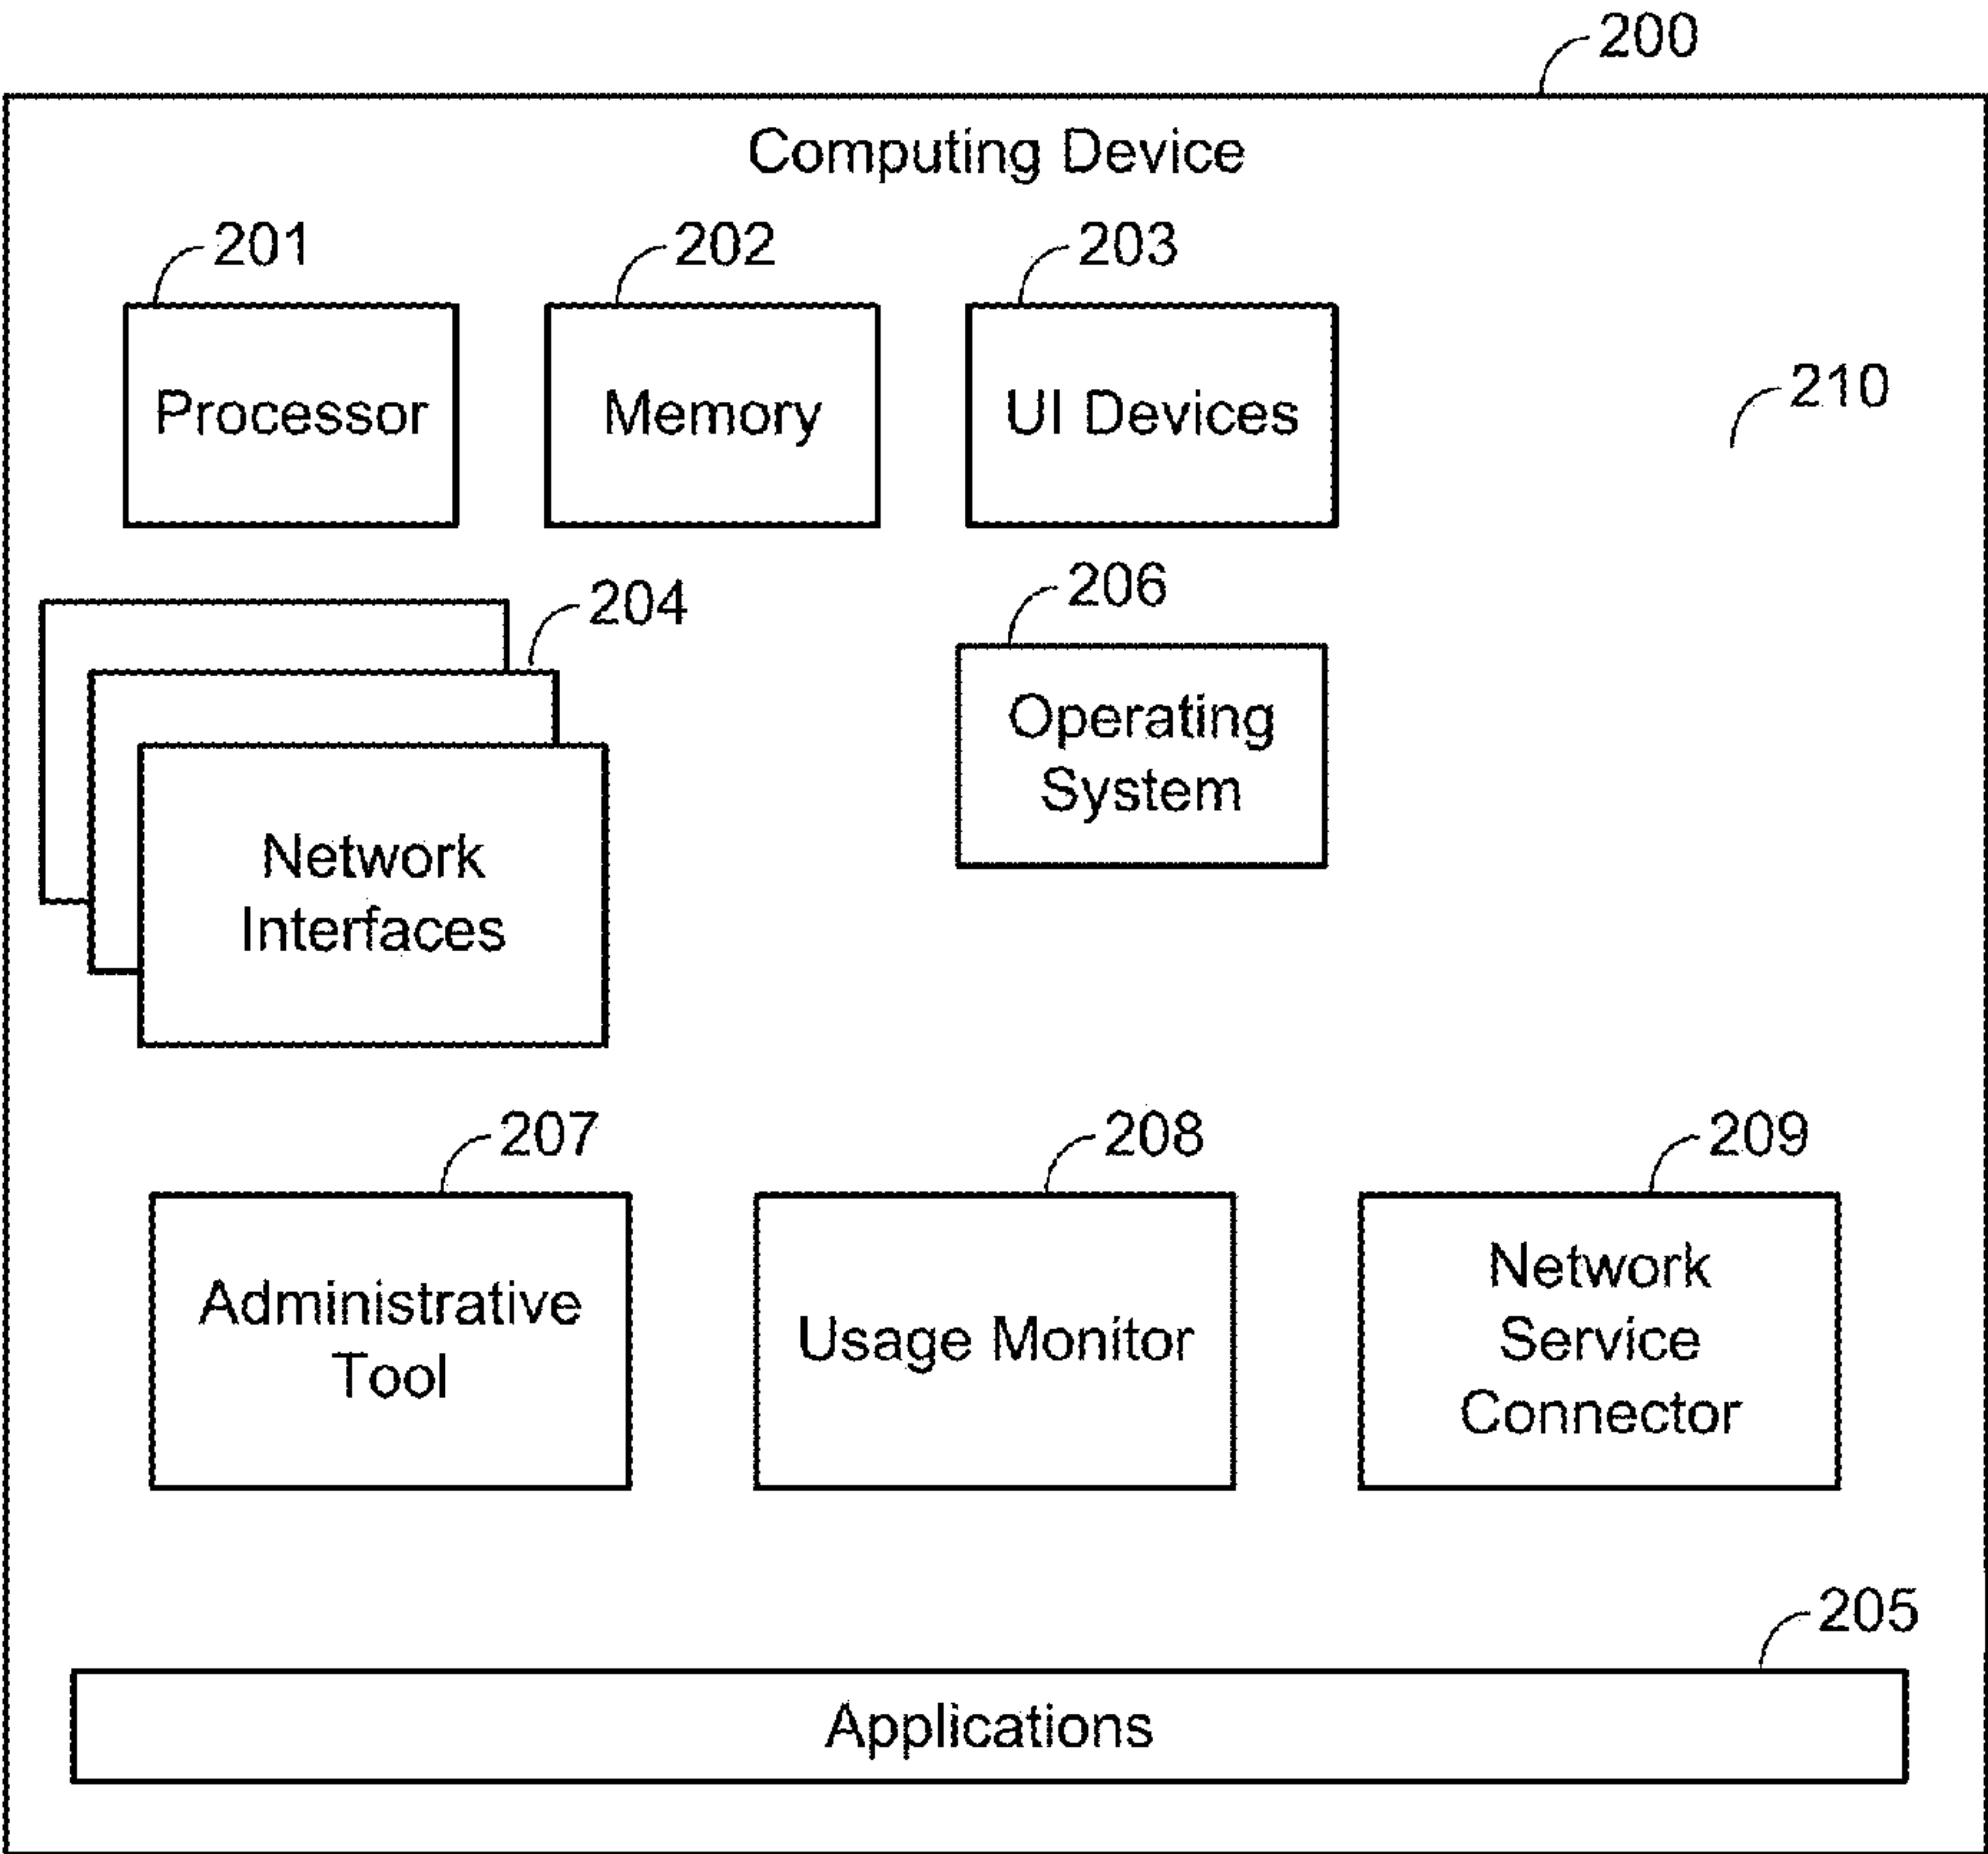 200
Computing Device
201
202
203
Processor
Memory
UI Devices
210
204
206
Operating
System
Network
Interfaces
207
208
209
Administrative
Tool
Usage Monitor
Network
Service
Connector
205
Applications